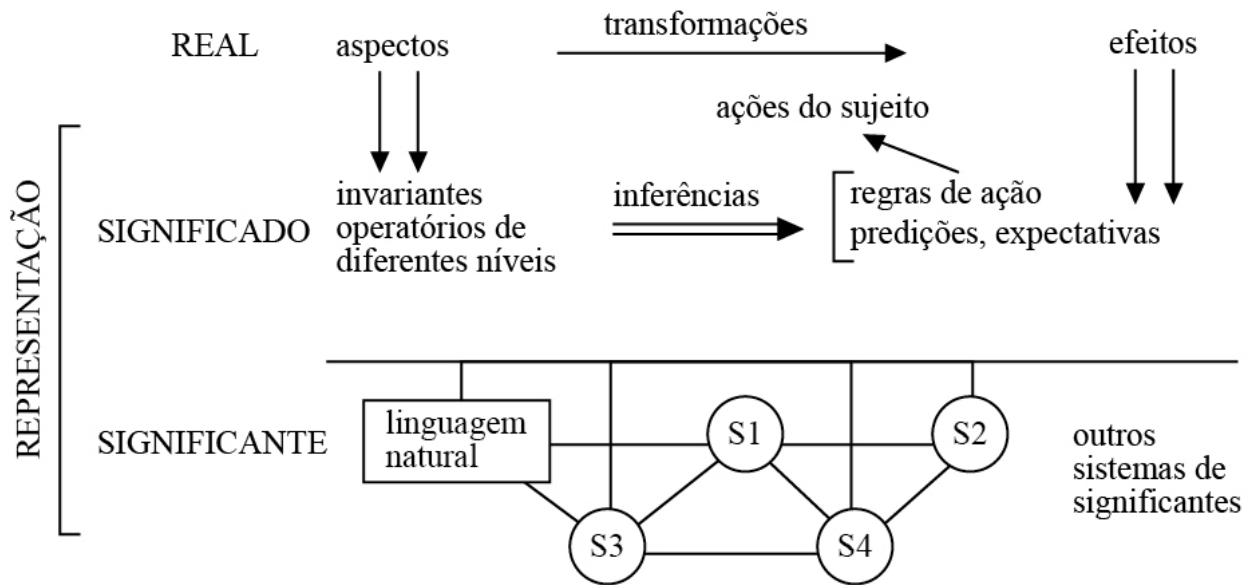 REAL
aspectos
transformações
efeitos
ações do sujeito
REPRESENTAÇÃO
SIGNIFICADO
invariantes
operatórios de
diferentes níveis
inferências
regras de ação
predições, expectativas
SIGNIFICANTE
linguagem
natural
S1
S2
S3
S4
outros
sistemas de
significantes